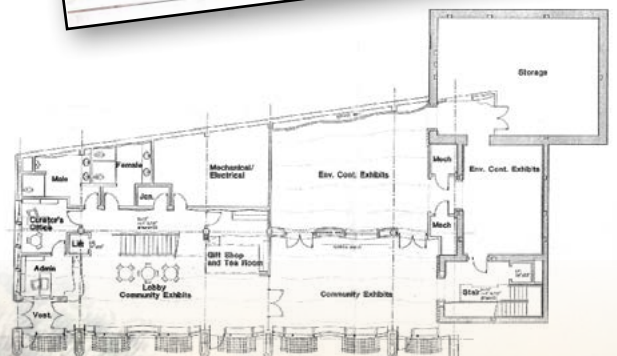 Storage
Male
Female
Mechanical/
Electrical
Jan.
Env. Cont. Exhibits
Mech
Env. Cont. Exhibits
Mech
Curator's
Office
Lift
Admin
Gift Shop
and Tea Room
Lobby
Community Exhibits
Community Exhibits
Stair
Vest.